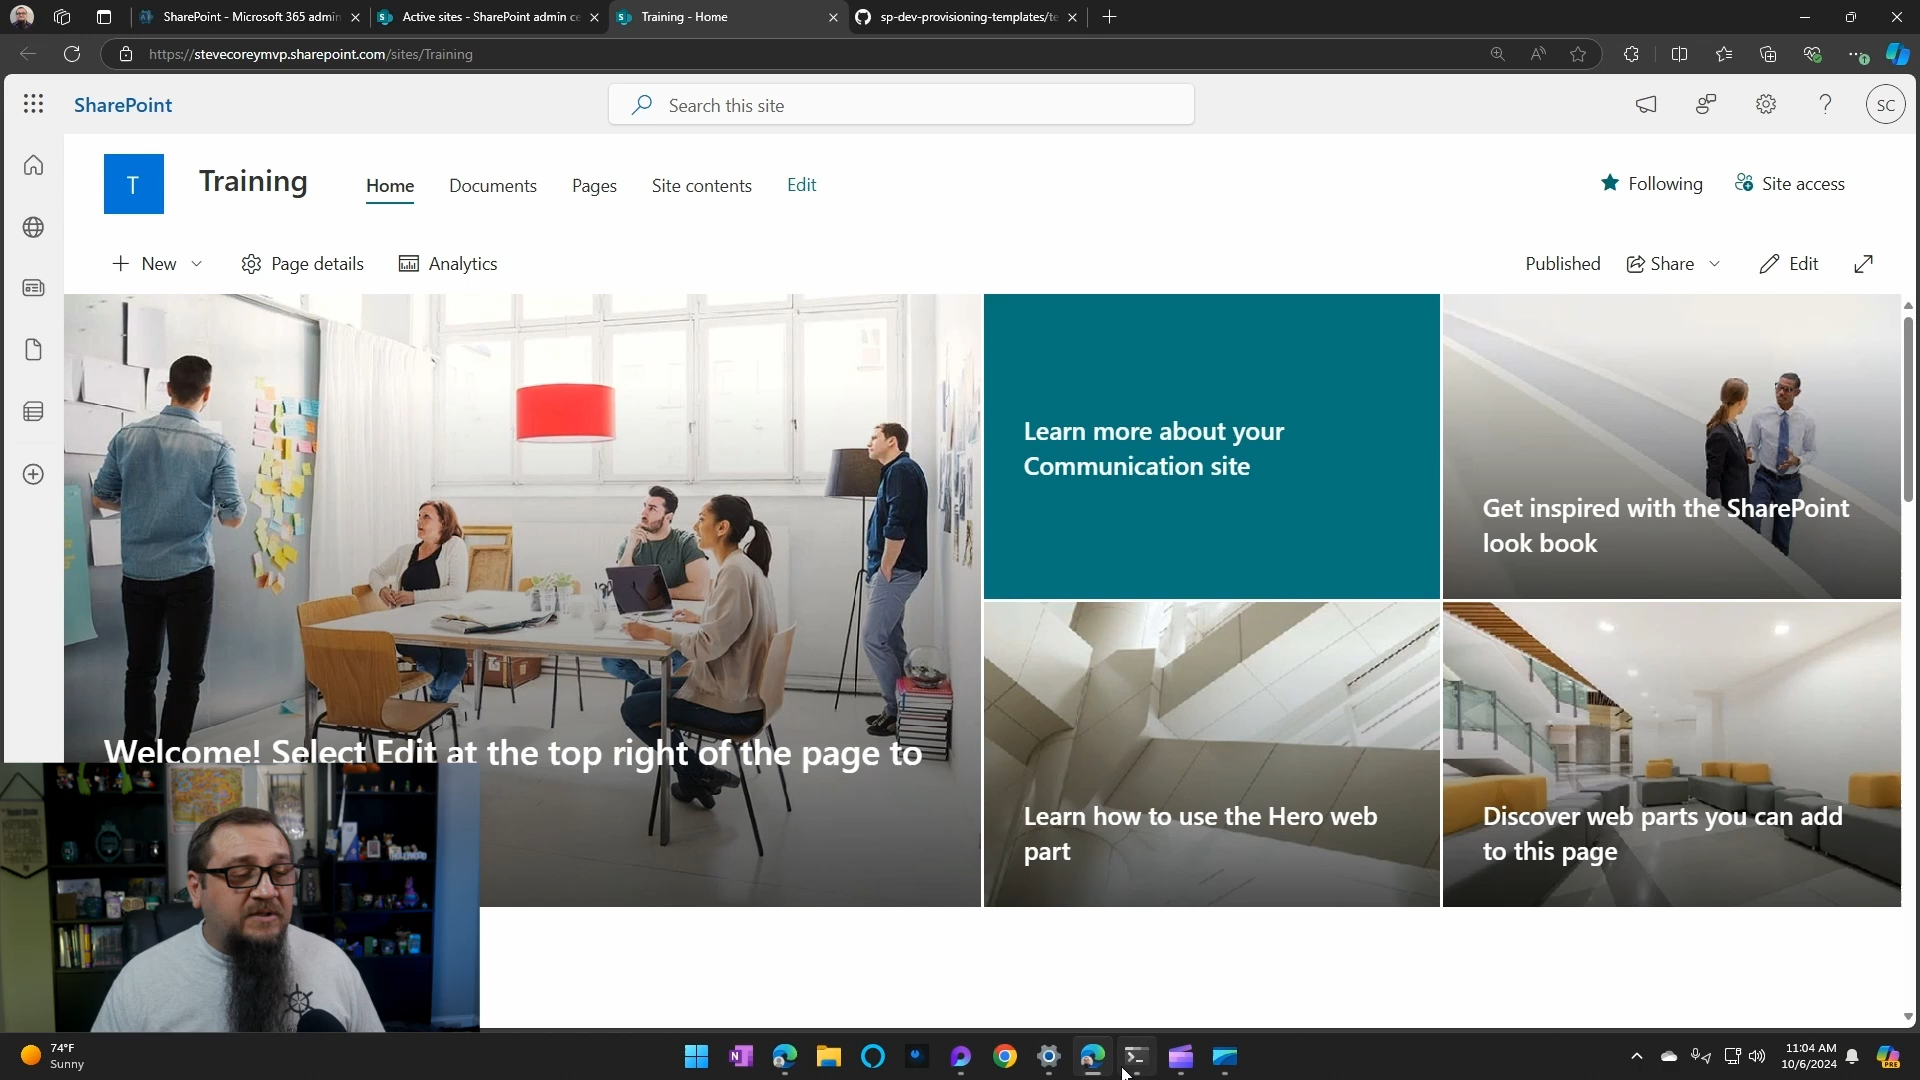 SharePoint - Microsoft 365 admin
Active sites - SharePoint admin ce
Training - Home
sp-dev-provisioning-templates/te
https://stevecoreymvp.sharepoint.com/sites/Training
SharePoint
Search this site
SC
T
Training
Home
Documents
Pages
Site contents
Edit
Following
Site access
New
Page details
Analytics
Published
Share
Edit
Learn more about your
Communication site
Get inspired with the SharePoint
look book
Welcome! Select Edit at the top right of the page to
Learn how to use the Hero web
part
Discover web parts you can add
to this page
74°F
Sunny
11:04 AM
10/6/2024